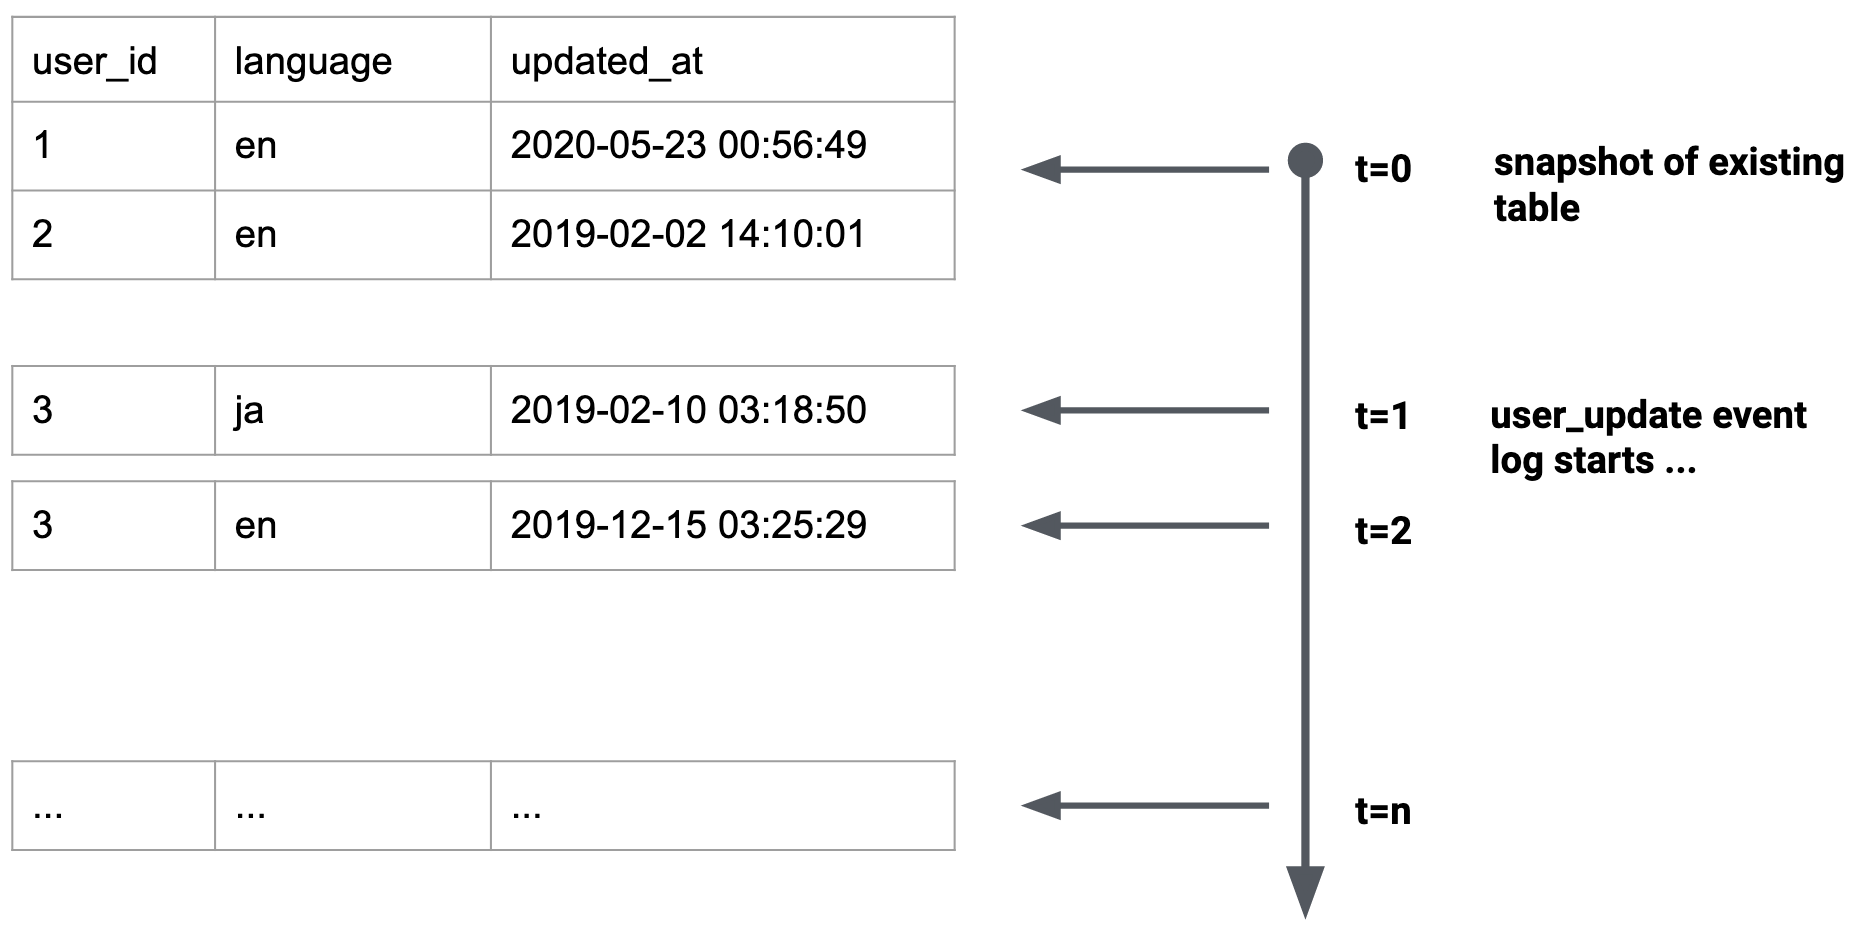 user_id language updated_at
1 en 2020-05-23 00:56:49
2 en 2019-02-02 14:10:01
t=0 snapshot of existing
table
3 ja 2019-02-10 03:18:50
t=1 user_update event
log starts ...
3 en 2019-12-15 03:25:29
t=2
... ... ...
t=n